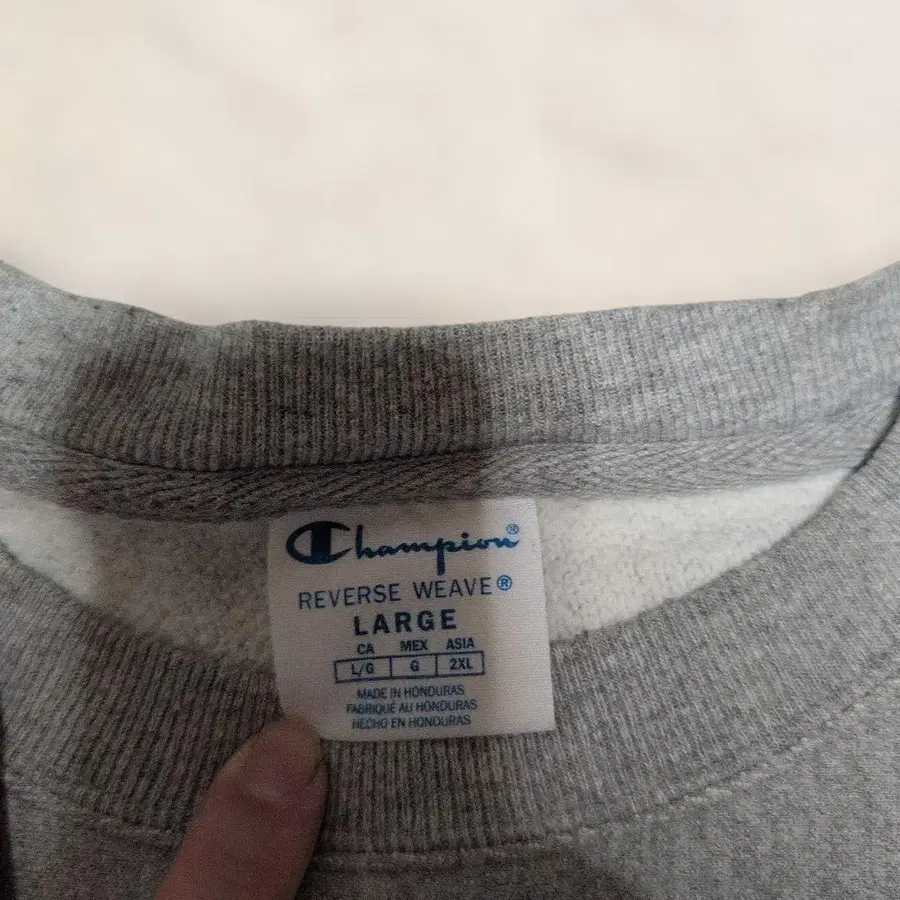 Champion®
REVERSE WEAVE®
LARGE
CA MEX ASIA
L/G G 2XL
MADE IN HONDURAS
FABRIQUÉ AU HONDURAS
HECHO EN HONDURAS